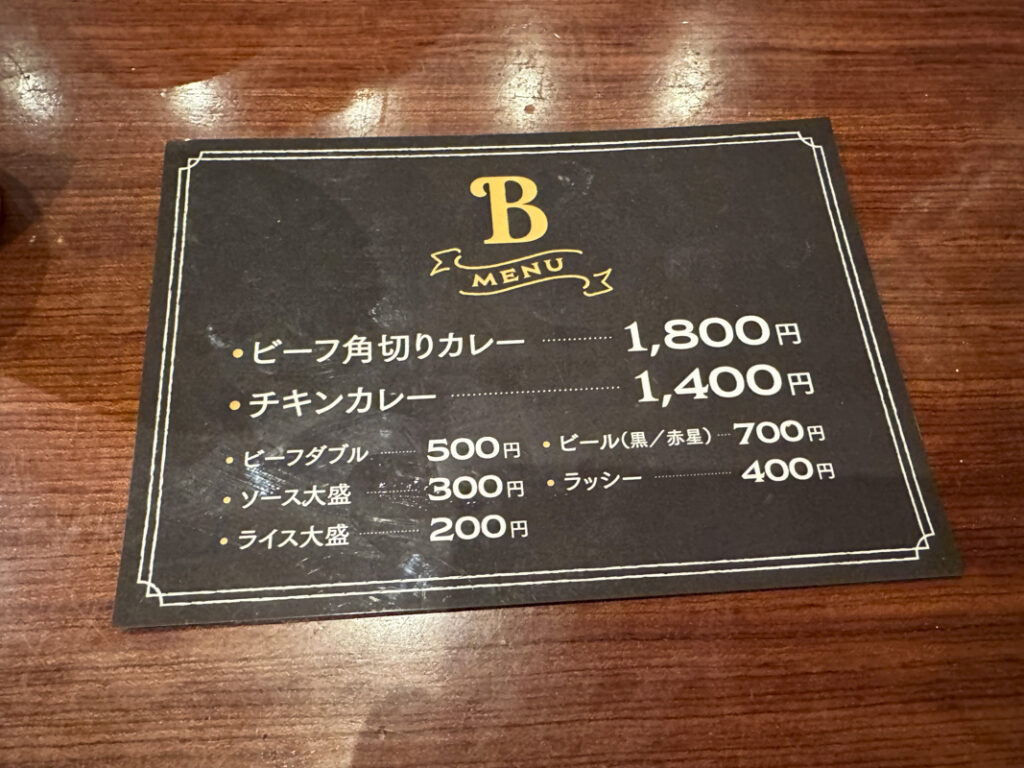 B
MENU
• ビーフ角切りカレー ………… 1,800円
• チキンカレー ………………… 1,400円
• ビーフダブル ……… 500円
• ソース大盛 ……… 300円
• ライス大盛 ……… 200円
• ビール（黒／赤星）… 700円
• ラッシー ………… 400円